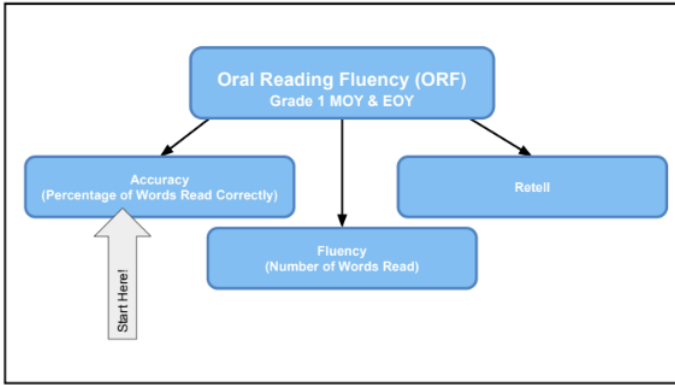 Oral Reading Fluency (ORF)
Grade 1 MOY & EOY
Accuracy
(Percentage of Words Read Correctly)
Retell
Fluency
(Number of Words Read)
Start Here!